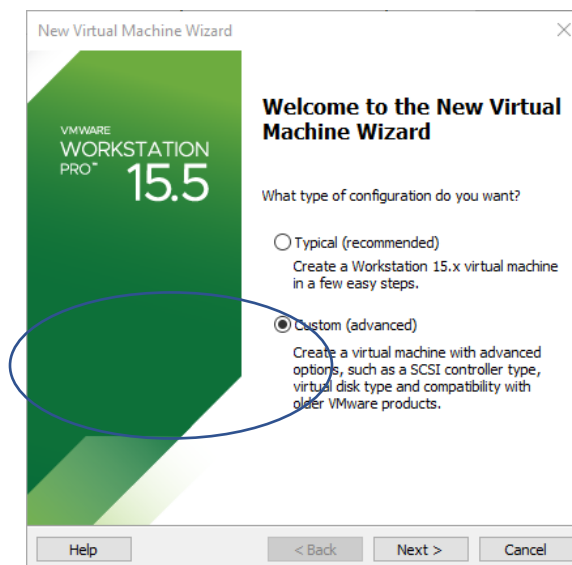 New Virtual Machine Wizard
VMWARE
WORKSTATION
PRO™ 15.5
Welcome to the New Virtual
Machine Wizard
What type of configuration do you want?
Typical (recommended)
Create a Workstation 15.x virtual machine
in a few easy steps.
Custom (advanced)
Create a virtual machine with advanced
options, such as a SCSI controller type,
virtual disk type and compatibility with
older VMware products.
Help < Back Next > Cancel